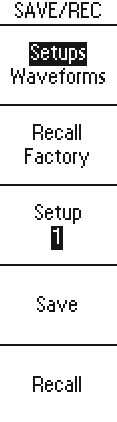 SAVE/REC
Setups
Waveforms
Recall
Factory
Setup
1
Save
Recall